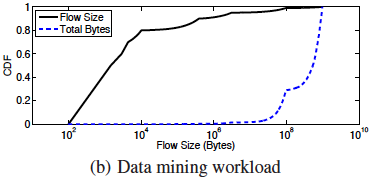 1
0.8
0.6
0.4
0.2
0
CDF
Flow Size
Total Bytes
10^2
10^4
10^6
10^8
10^10
Flow Size (Bytes)
(b) Data mining workload